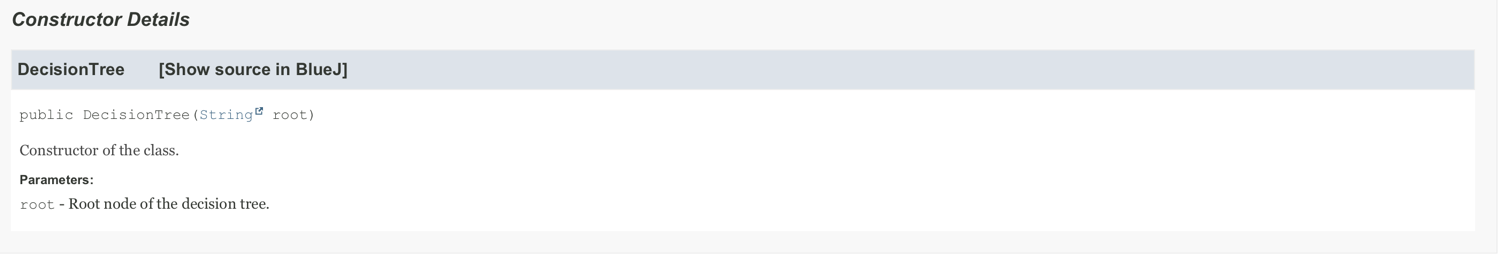 Constructor Details
DecisionTree [Show source in BlueJ]
public DecisionTree(String root)
Constructor of the class.
Parameters:
root - Root node of the decision tree.